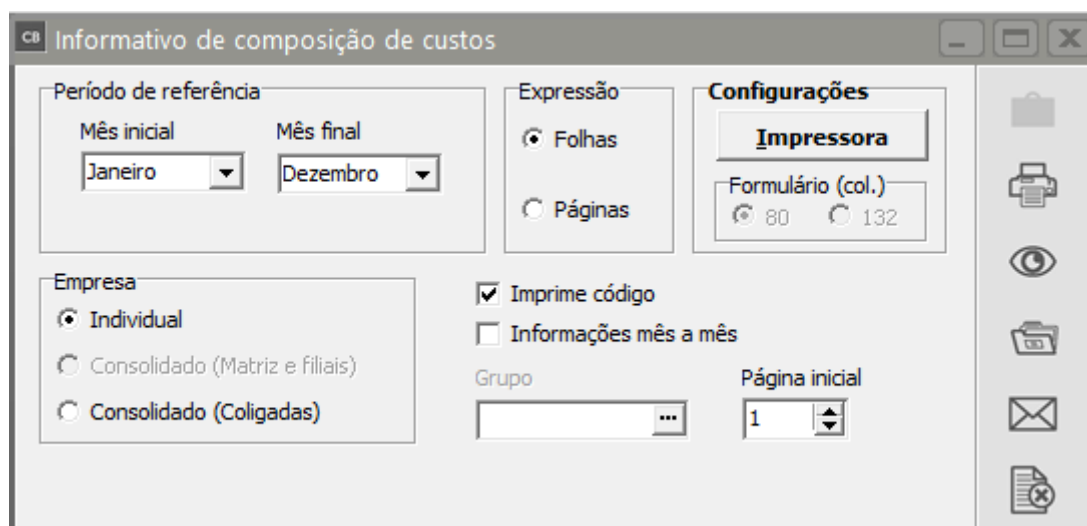 CB Informativo de composição de custos
Período de referência
Mês inicial Mês final
Janeiro Dezembro
Expressão
Folhas
Páginas
Configurações
Impressora
Formulário (col.)
80 132
Empresa
Individual
Consolidado (Matriz e filiais)
Consolidado (Coligadas)
Imprime código
Informações mês a mês
Grupo Página inicial
... 1